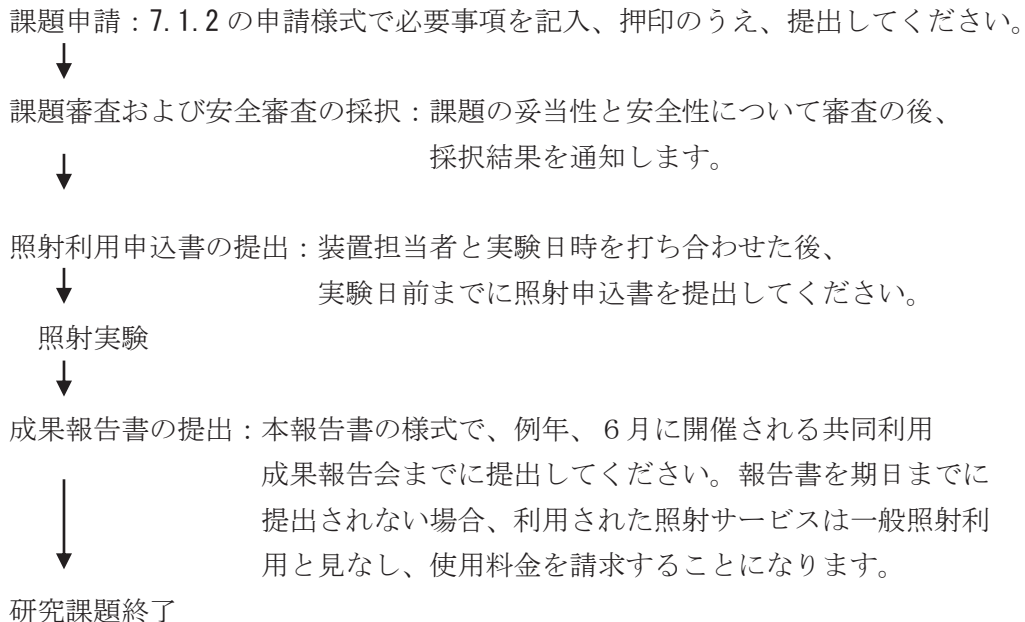 課題申請：7.1.2の申請様式で必要事項を記入、押印のうえ、提出してください。
課題審査および安全審査の採択：課題の妥当性と安全性について審査の後、
採択結果を通知します。
照射利用申込書の提出：装置担当者と実験日時を打ち合わせた後、
実験日前までに照射申込書を提出してください。
照射実験
成果報告書の提出：本報告書の様式で、例年、６月に開催される共同利用
成果報告会までに提出してください。報告書を期日までに
提出されない場合、利用された照射サービスは一般照射利
用と見なし、使用料金を請求することになります。
研究課題終了